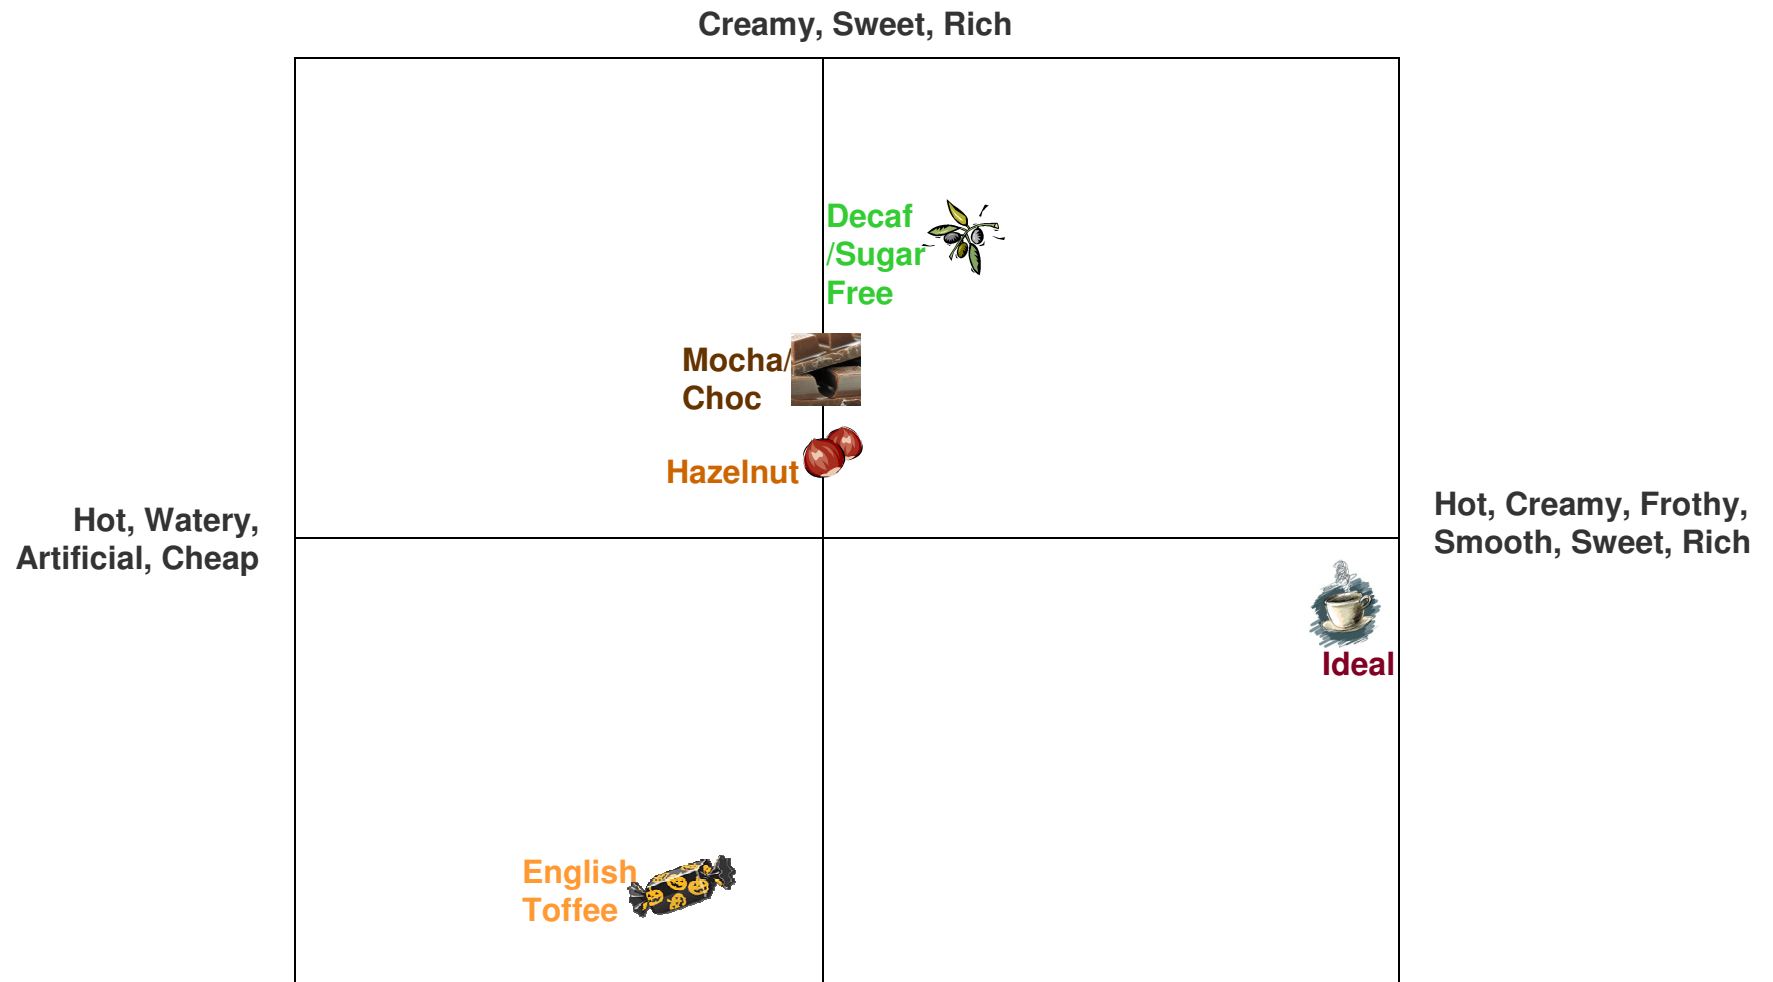 Creamy, Sweet, Rich
Decaf
/Sugar
Free
Mocha/
Choc
Hazelnut
Hot, Watery,
Artificial, Cheap
Hot, Creamy, Frothy,
Smooth, Sweet, Rich
Ideal
English
Toffee